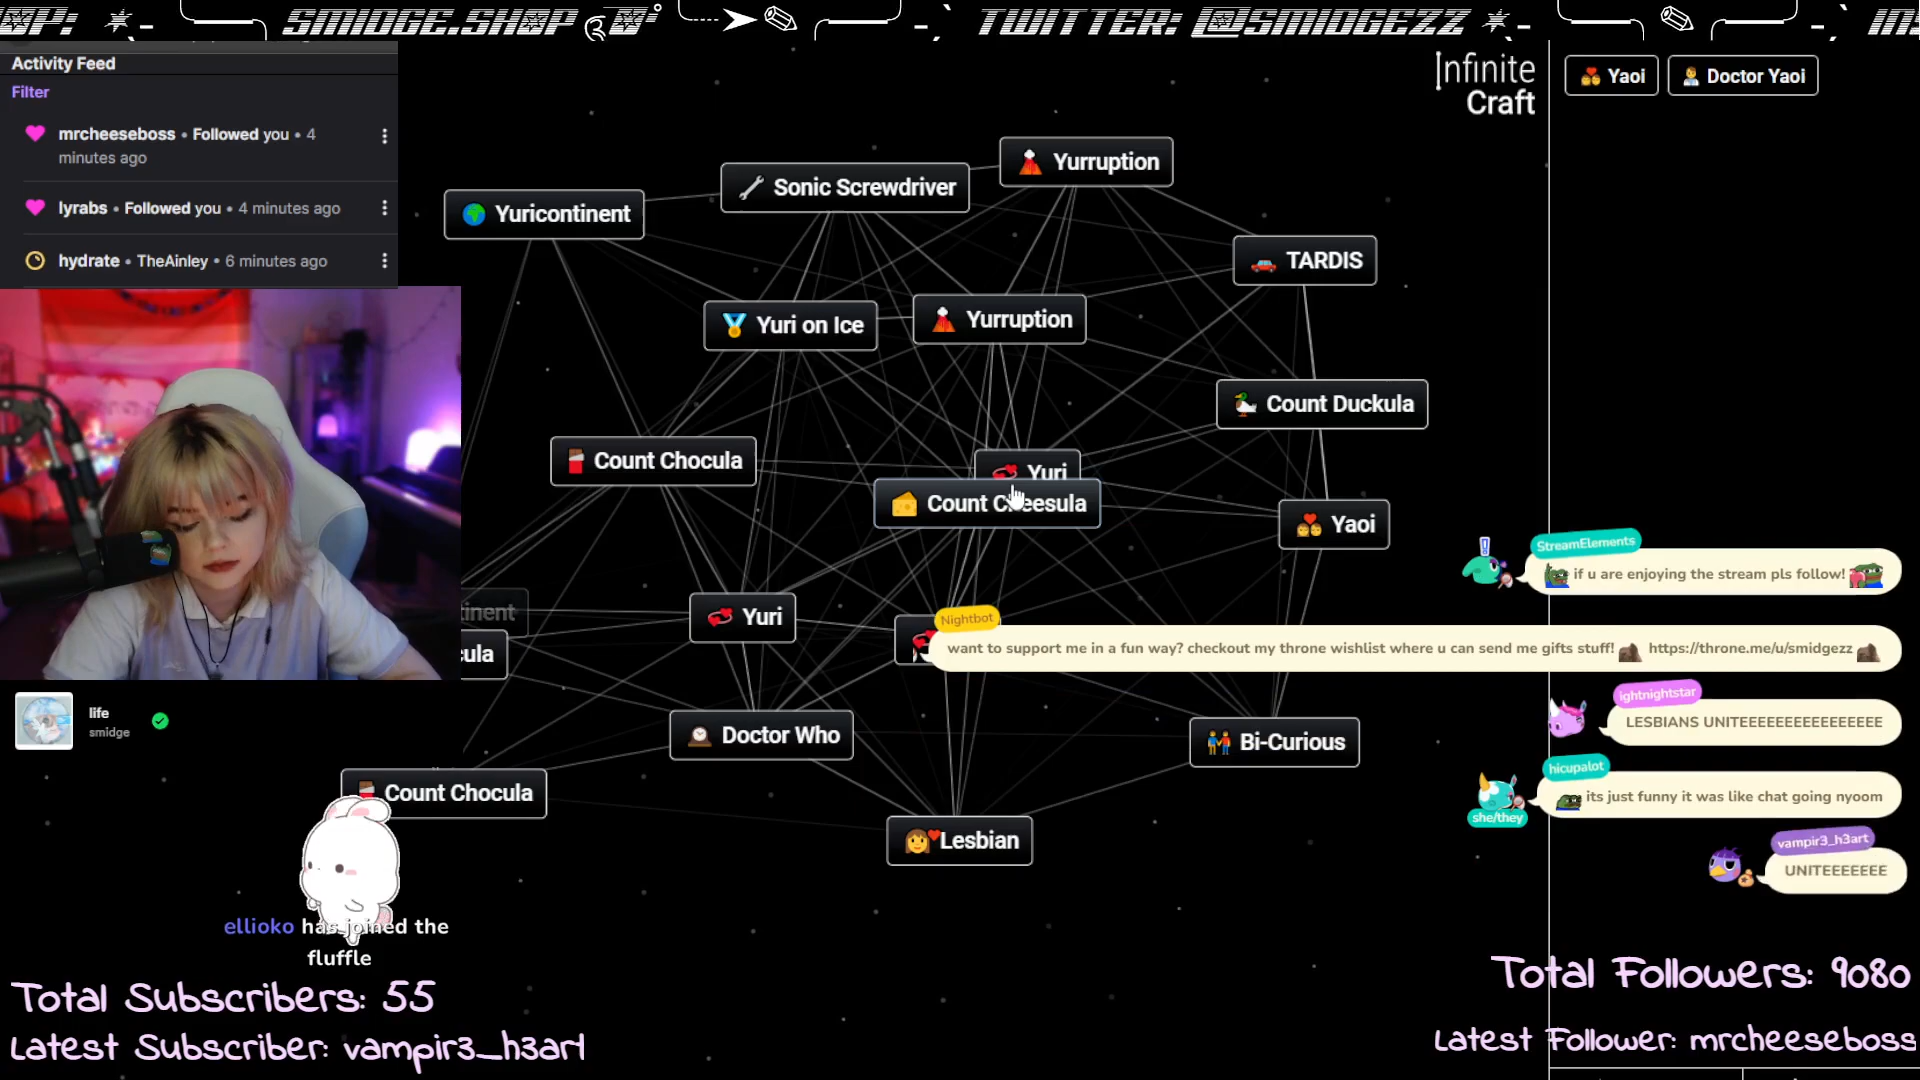 OP:
SMIDGE.SHOP
TWITTER: @SMIDGEZZ
Activity Feed
Filter
mrcheeseboss • Followed you • 4
minutes ago
lyrabs • Followed you • 4 minutes ago
hydrate • TheAinley • 6 minutes ago
Infinite
Craft
Yaoi
Doctor Yaoi
Yurruption
Sonic Screwdriver
Yuricontinent
TARDIS
Yuri on Ice
Yurruption
Count Duckula
Count Chocula
Yuri
Count Cheesula
Yaoi
StreamElements
if u are enjoying the stream pls follow!
inent
Yuri
Nightbot
want to support me in a fun way? checkout my throne wishlist where u can send me gifts stuff! https://throne.me/u/smidgezz
cula
life
smidge
ightnightstar
LESBIANS UNITEEEEEEEEEEEEEEEE
Doctor Who
Bi-Curious
hicupalot
its just funny it was like chat going nyoom
she/they
Count Chocula
Lesbian
vampir3_h3art
UNITEEEEEEE
ellioko has joined the
fluffle
Total Subscribers: 55
Latest Subscriber: vampir3_h3art
Total Followers: 9080
Latest Follower: mrcheeseboss